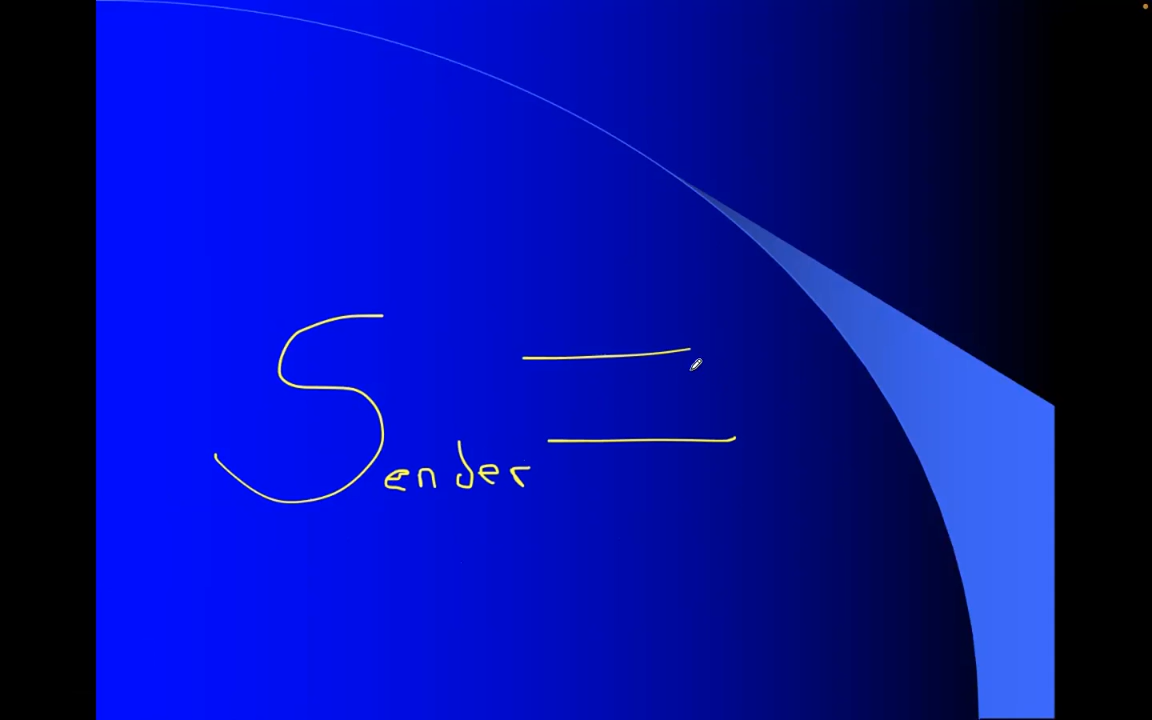 Sender =